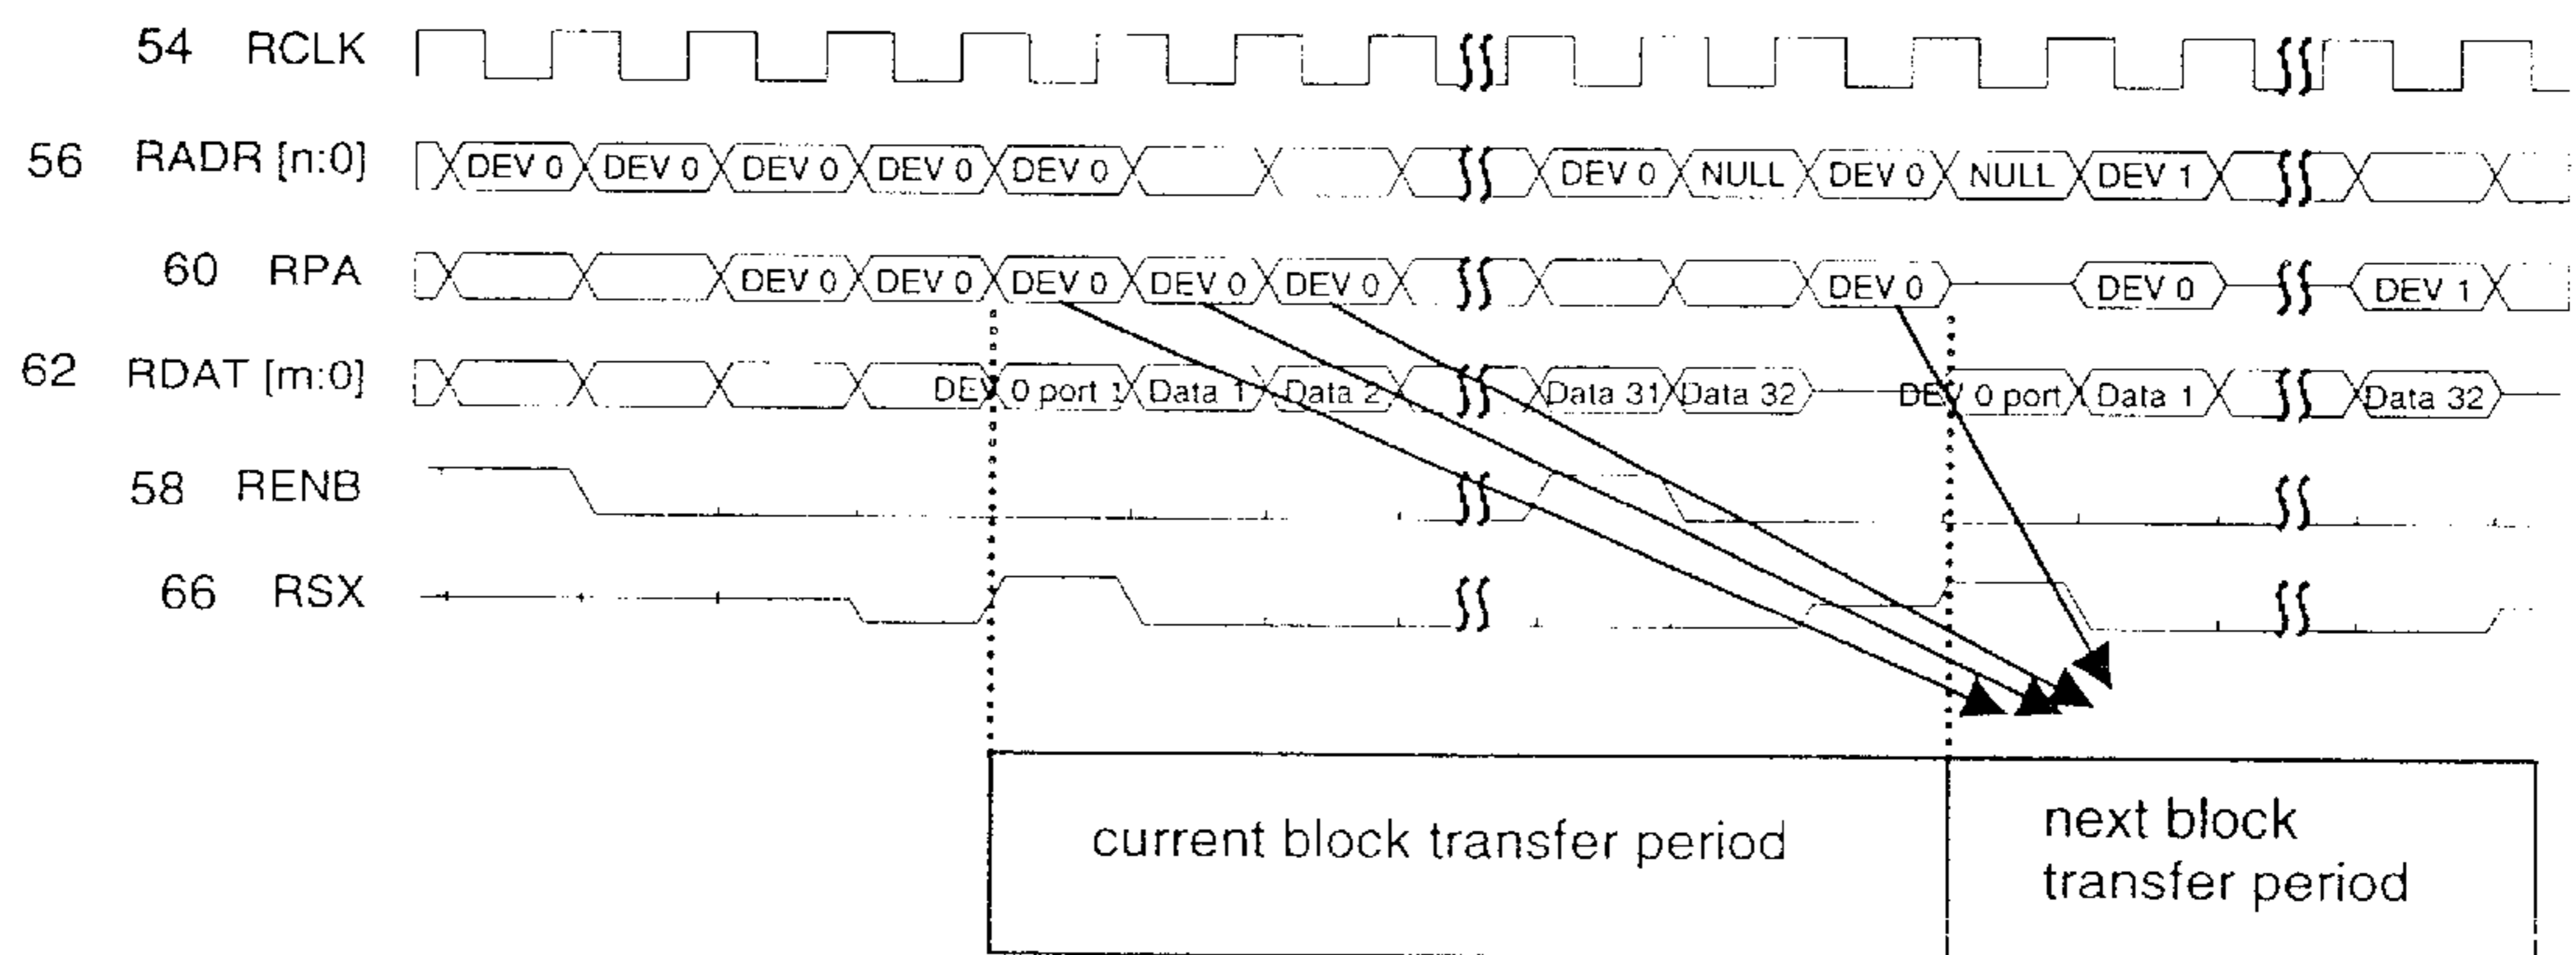 54 RCLK
56 RADR [n:0] DEV 0 DEV 0 DEV 0 DEV 0 DEV 0 DEV 0 NULL DEV 0 NULL DEV 1
60 RPA DEV 0 DEV 0 DEV 0 DEV 0 DEV 0 DEV 0 DEV 0 DEV 1
62 RDAT [m:0] DEV 0 port 1 Data 1 Data 2 Data 31 Data 32 DEV 0 port Data 1 Data 32
58 RENB
66 RSX
current block transfer period
next block
transfer period